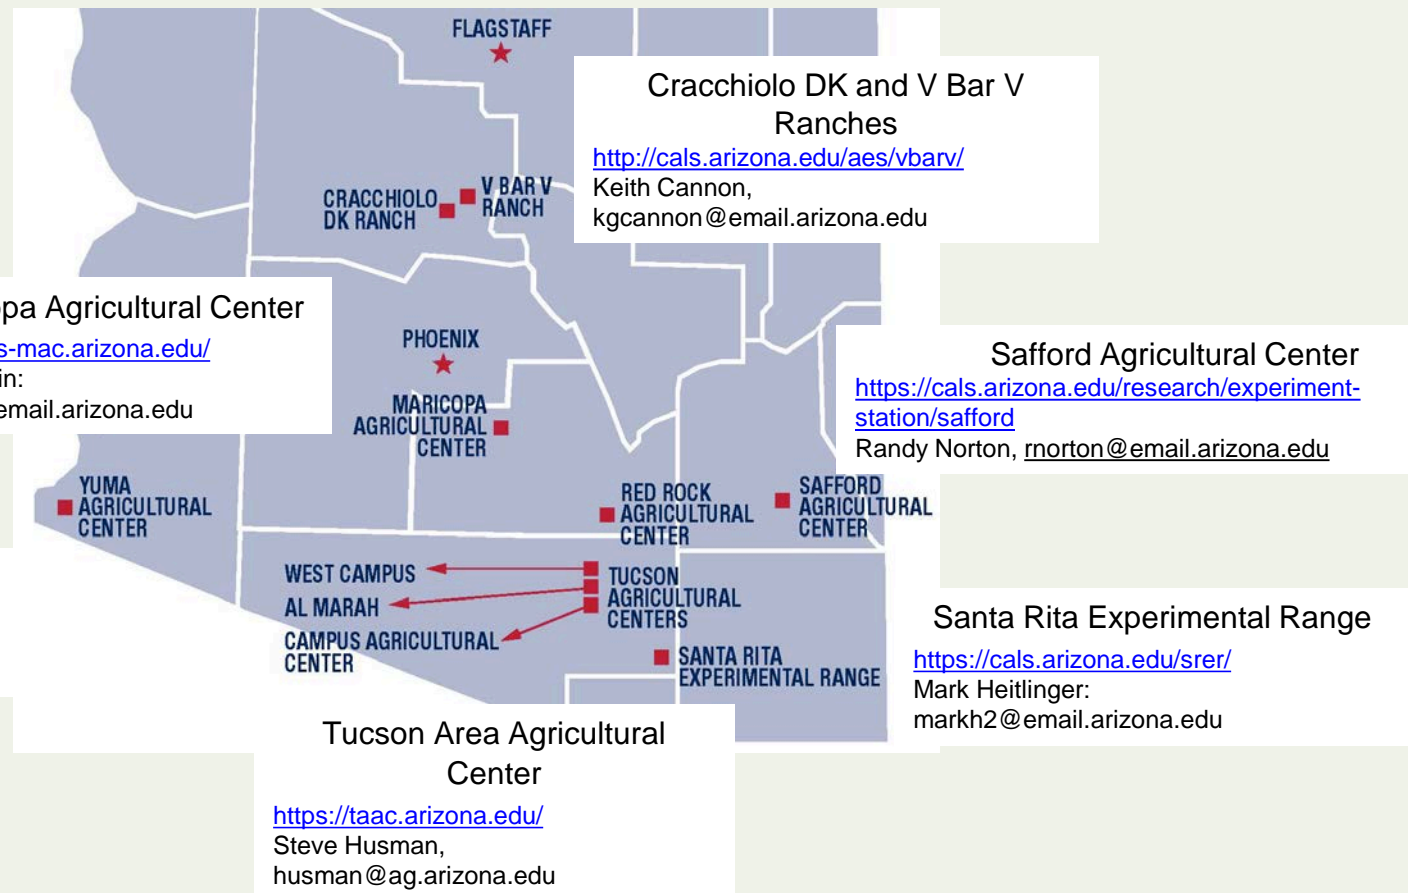 FLAGSTAFF
Cracchiolo DK and V Bar V
Ranches
http://cals.arizona.edu/aes/vbarv/
Keith Cannon,
kgcannon@email.arizona.edu
CRACCHIOLO
DK RANCH
V BAR V
RANCH
Agricultural Center
s-mac.arizona.edu/
email.arizona.edu
PHOENIX
MARICOPA
AGRICULTURAL
CENTER
Safford Agricultural Center
https://cals.arizona.edu/research/experiment-
station/safford
Randy Norton, rnorton@email.arizona.edu
YUMA
AGRICULTURAL
CENTER
RED ROCK
AGRICULTURAL
CENTER
SAFFORD
AGRICULTURAL
CENTER
WEST CAMPUS
AL MARAH
CAMPUS AGRICULTURAL
CENTER
TUCSON
AGRICULTURAL
CENTERS
SANTA RITA
EXPERIMENTAL RANGE
Santa Rita Experimental Range
https://cals.arizona.edu/srer/
Mark Heitlinger:
markh2@email.arizona.edu
Tucson Area Agricultural
Center
https://taac.arizona.edu/
Steve Husman,
husman@ag.arizona.edu